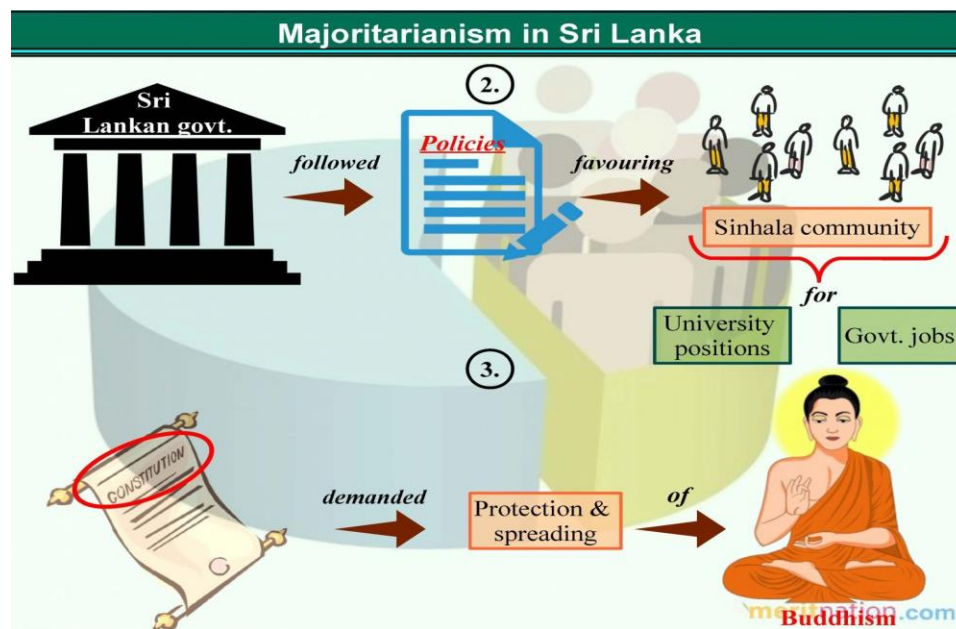 Majoritarianism in Sri Lanka
2.
Sri
Lankan govt.
followed
Policies
favouring
Sinhala community
for
University
positions
Govt. jobs
3.
CONSTITUTION
demanded
Protection &
spreading
of
meritnation.com
Buddhism